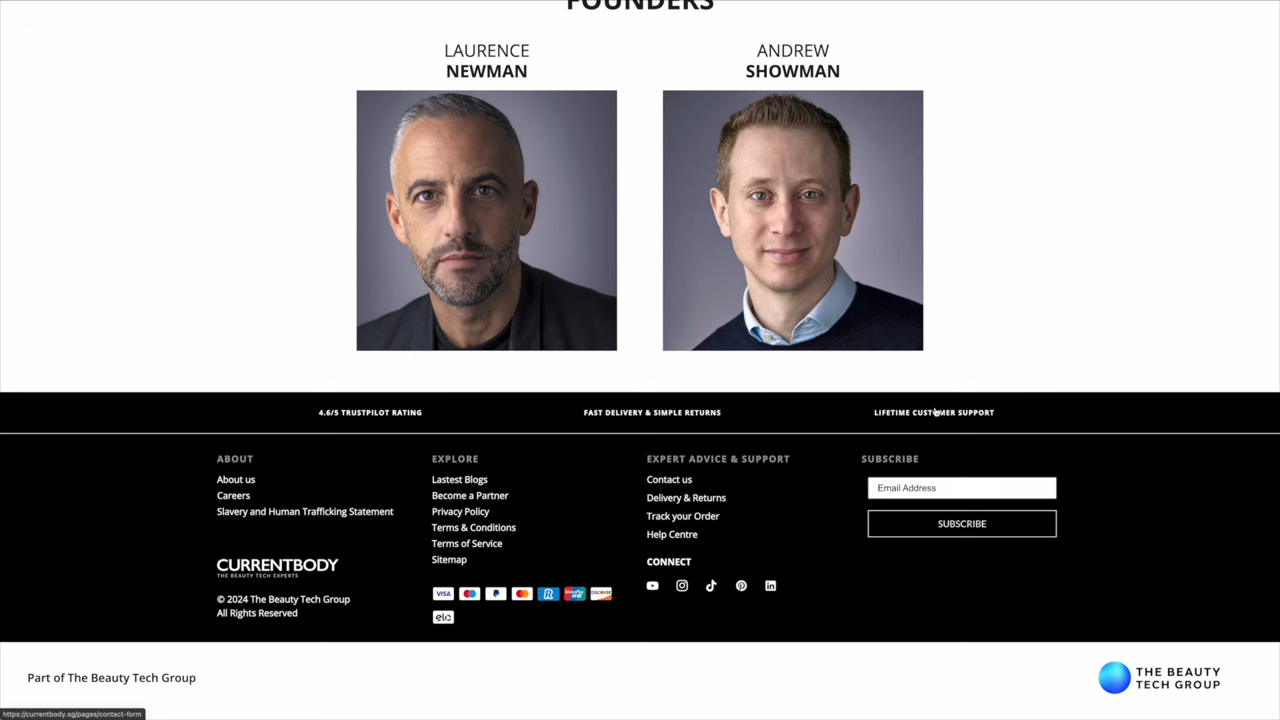 FOUNDERS
LAURENCE
NEWMAN
ANDREW
SHOWMAN
4.6/5 TRUSTPILOT RATING
FAST DELIVERY & SIMPLE RETURNS
LIFETIME CUSTOMER SUPPORT
ABOUT
About us
Careers
Slavery and Human Trafficking Statement
CURRENTBODY
THE BEAUTY TECH EXPERTS
© 2024 The Beauty Tech Group
All Rights Reserved
EXPLORE
Lastest Blogs
Become a Partner
Privacy Policy
Terms & Conditions
Terms of Service
Sitemap
VISA
DISCOVER
elo
EXPERT ADVICE & SUPPORT
Contact us
Delivery & Returns
Track your Order
Help Centre
CONNECT
SUBSCRIBE
Email Address
SUBSCRIBE
Part of The Beauty Tech Group
THE BEAUTY
TECH GROUP
https://currentbody.sg/pages/contact-form